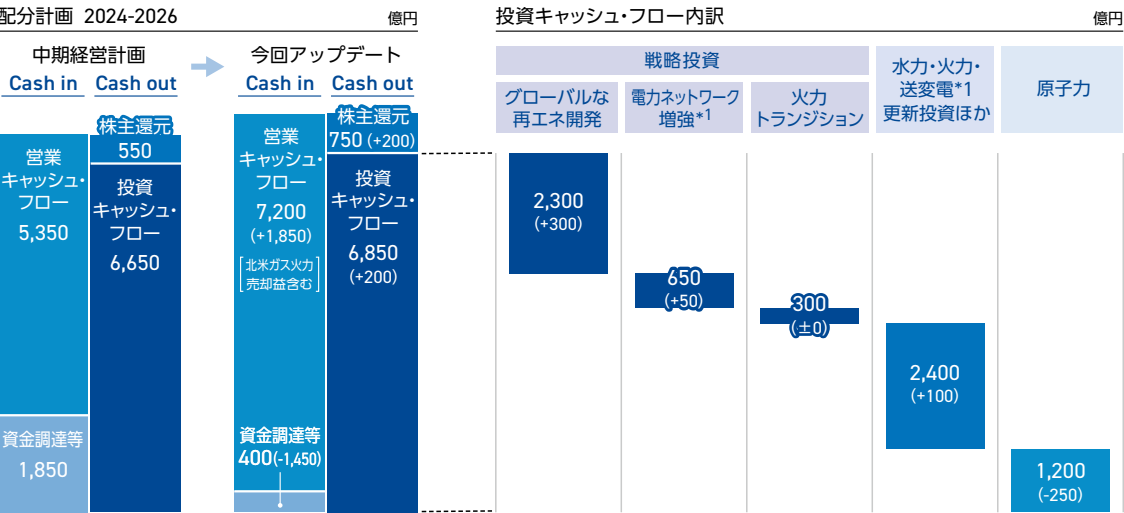 配分計画 2024-2026
億円
中期経営計画
今回アップデート
Cash in
Cash out
Cash in
Cash out
営業
キャッシュ・
フロー
5,350
資金調達等
1,850
株主還元
550
投資
キャッシュ・
フロー
6,650
営業
キャッシュ・
フロー
7,200
(+1,850)
北米ガス火力
売却益含む
資金調達等
400(-1,450)
株主還元
750 (+200)
投資
キャッシュ・
フロー
6,850
(+200)
投資キャッシュ・フロー内訳
億円
戦略投資
グローバルな
再エネ開発
電力ネットワーク
増強*1
火力
トランジション
水力・火力・
送変電*1
更新投資ほか
原子力
2,300
(+300)
650
(+50)
300
(±0)
2,400
(+100)
1,200
(-250)